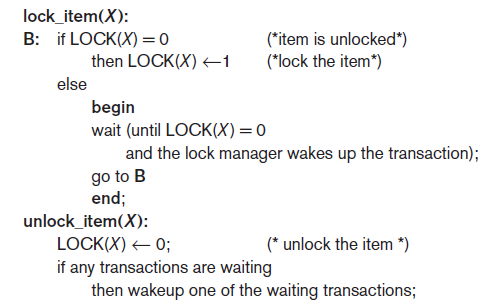 lock_item(X):
B: if LOCK(X) = 0 (*item is unlocked*)
then LOCK(X) ←1 (*lock the item*)
else
begin
wait (until LOCK(X) = 0
and the lock manager wakes up the transaction);
go to B
end;
unlock_item(X):
LOCK(X) ← 0; (* unlock the item *)
if any transactions are waiting
then wakeup one of the waiting transactions;